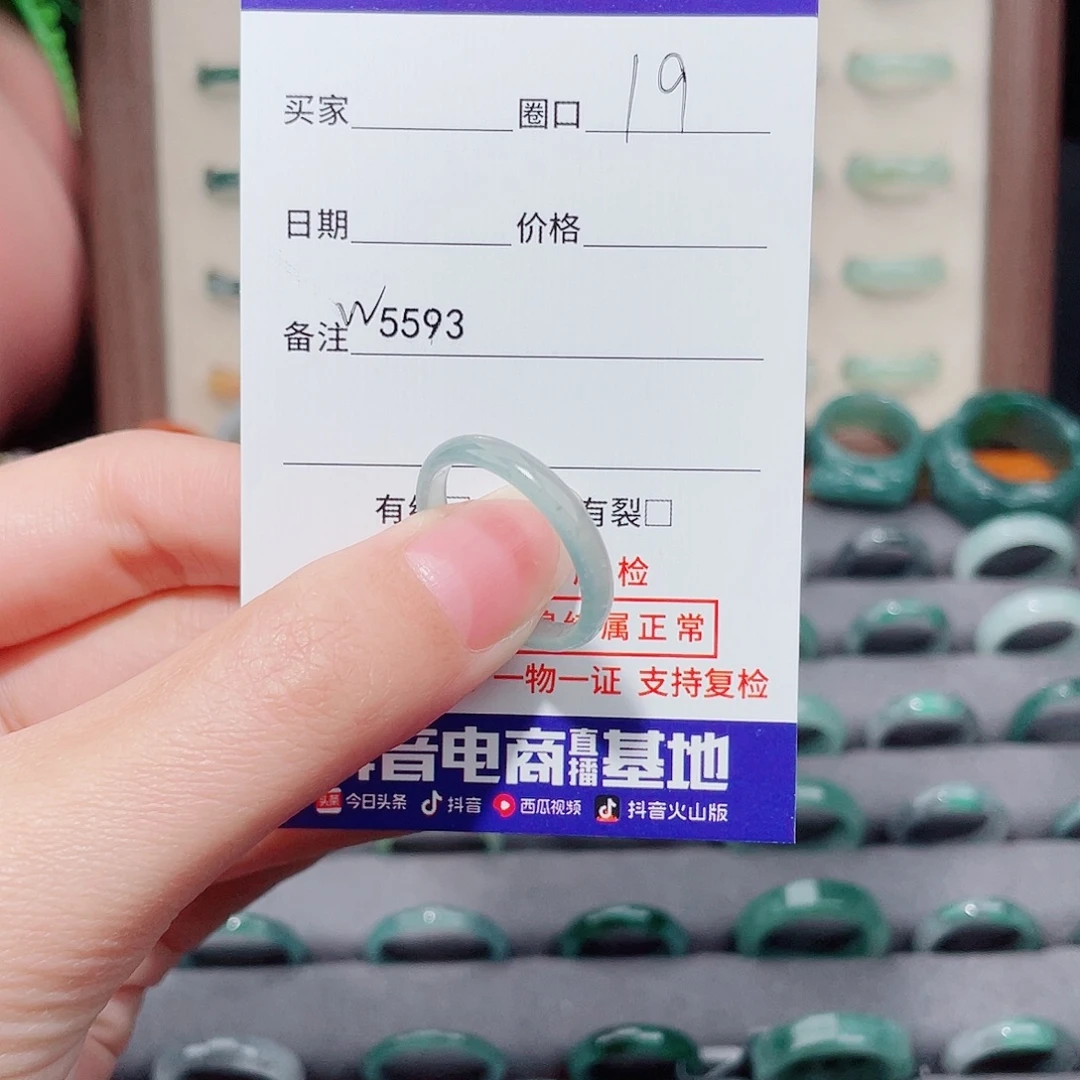 买家 圈口 19
日期 价格
备注 W5593
有 有裂□
检
属正常
一物一证 支持复检
音电商直播基地
头条 今日头条 抖音 西瓜视频 抖音火山版